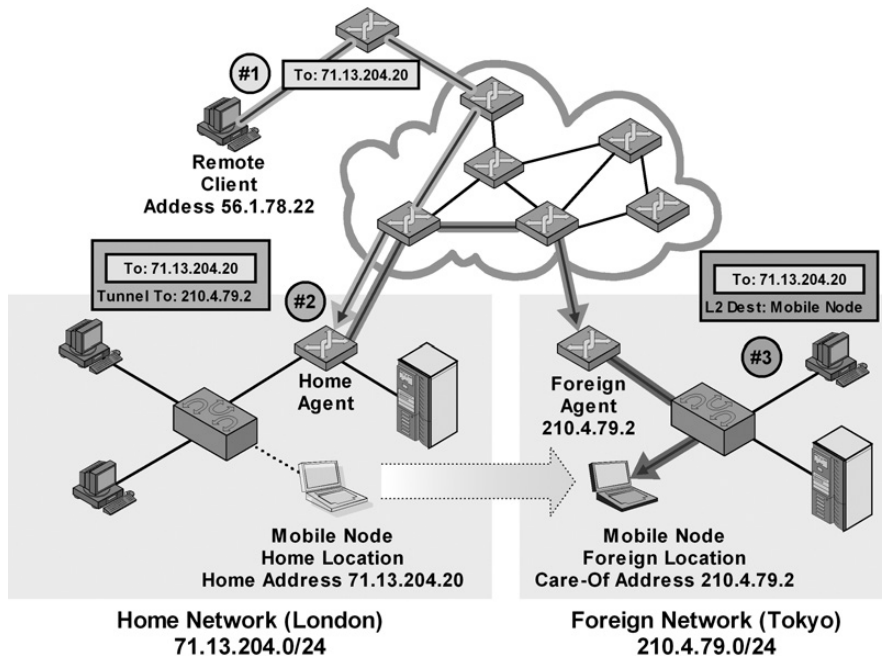 #1
To: 71.13.204.20
Remote
Client
Addess 56.1.78.22
To: 71.13.204.20
Tunnel To: 210.4.79.2
#2
To: 71.13.204.20
L2 Dest: Mobile Node
#3
Home
Agent
Foreign
Agent
210.4.79.2
Mobile Node
Home Location
Home Address 71.13.204.20
Mobile Node
Foreign Location
Care-Of Address 210.4.79.2
Home Network (London)
71.13.204.0/24
Foreign Network (Tokyo)
210.4.79.0/24